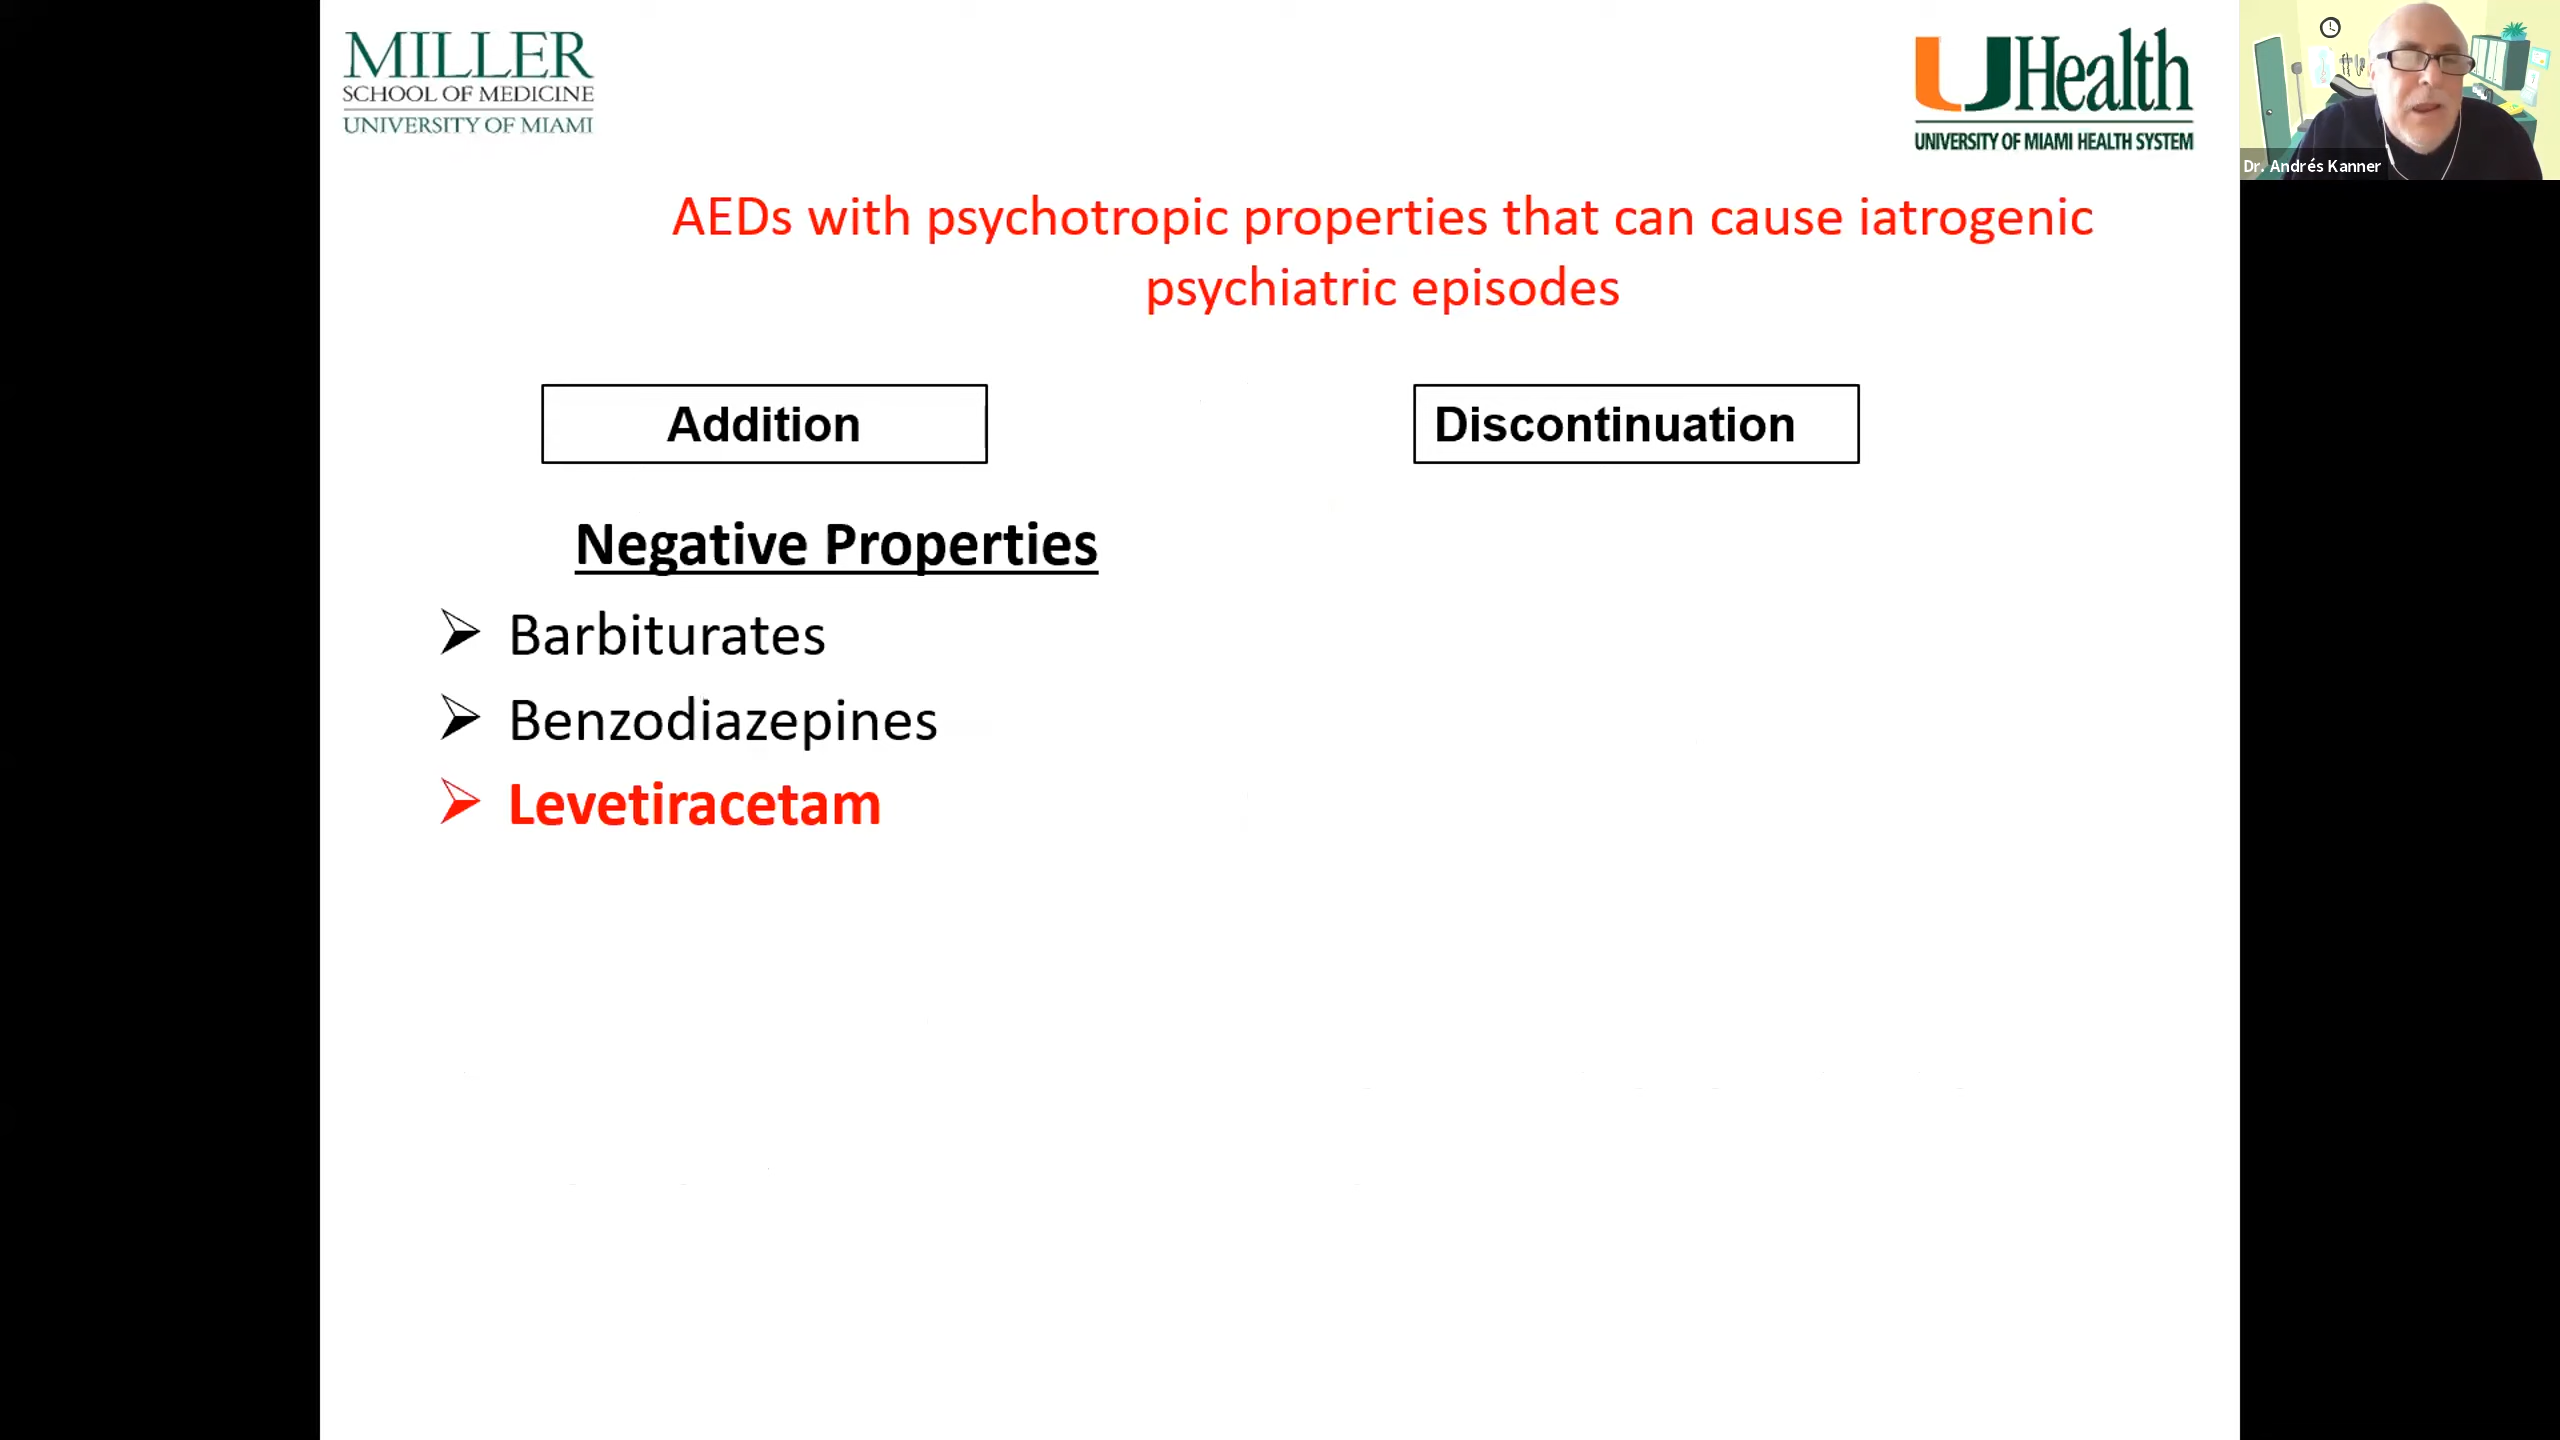 MILLER
SCHOOL OF MEDICINE
UNIVERSITY OF MIAMI
UHealth
UNIVERSITY OF MIAMI HEALTH SYSTEM
Dr. Andrés Kanner
AEDs with psychotropic properties that can cause iatrogenic
psychiatric episodes
Addition
Discontinuation
Negative Properties
Barbiturates
Benzodiazepines
Levetiracetam